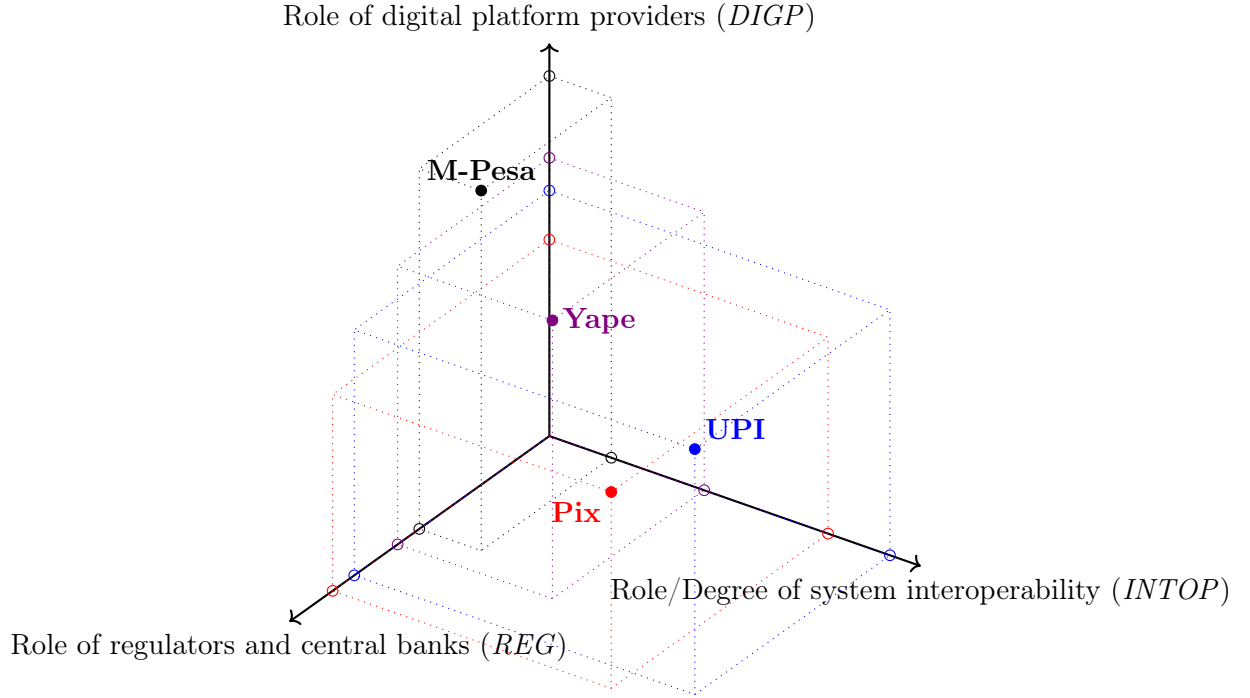 Role of digital platform providers (DIGP)
M-Pesa
Yape
UPI
Pix
Role/Degree of system interoperability (INTOP)
Role of regulators and central banks (REG)